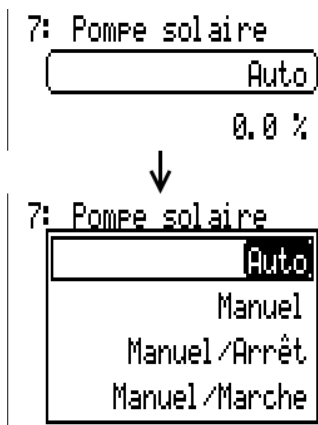 7: Pompe solaire
Auto
0.0 %
7: Pompe solaire
Auto
Manuel
Manuel/Arrêt
Manuel/Marche